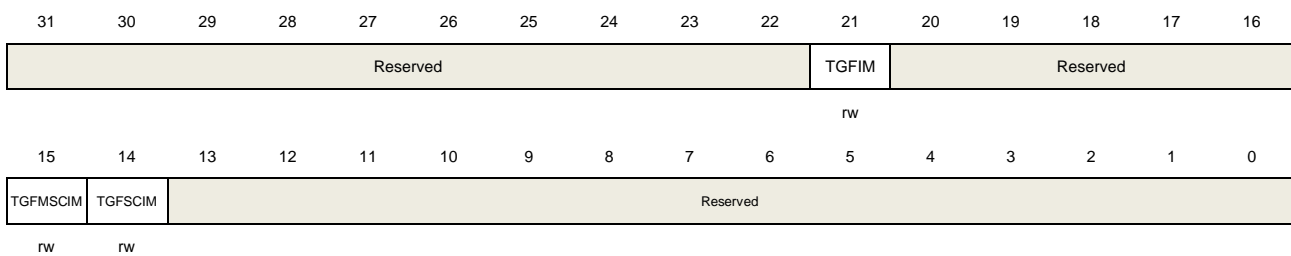 31 30 29 28 27 26 25 24 23 22 21 20 19 18 17 16
Reserved TGFIM Reserved
rw
15 14 13 12 11 10 9 8 7 6 5 4 3 2 1 0
TGFMSCIM TGFSCIM Reserved
rw rw